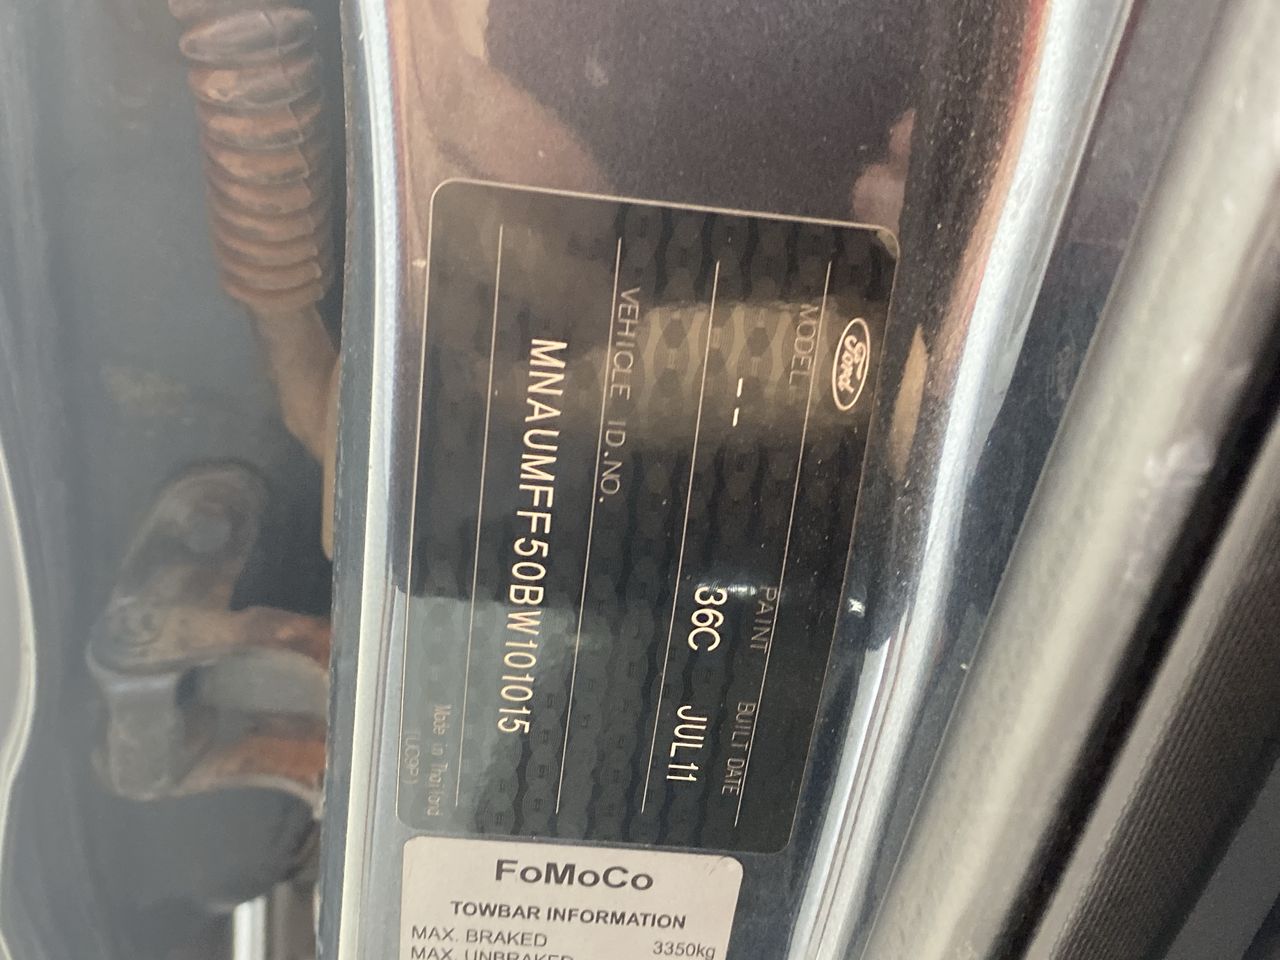 Ford
MODEL PAINT BUILT DATE
-- 36C JUL11
VEHICLE ID.NO.
MNAUMFF50BW101015
Made in Thailand
FoMoCo
TOWBAR INFORMATION
MAX. BRAKED 3350kg
MAX. UNBRAKED